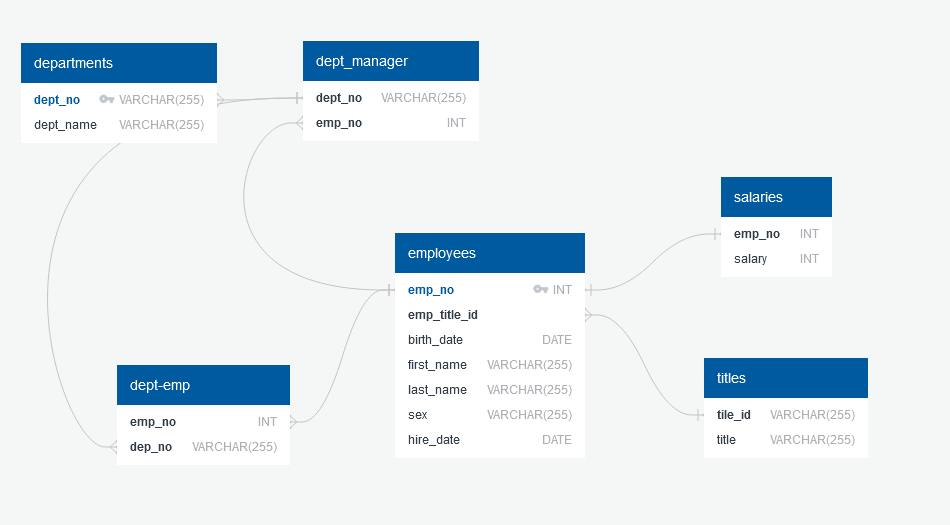 departments
dept_no VARCHAR(255)
dept_name VARCHAR(255)
dept_manager
dept_no VARCHAR(255)
emp_no INT
salaries
emp_no INT
salary INT
employees
emp_no INT
emp_title_id
birth_date DATE
first_name VARCHAR(255)
last_name VARCHAR(255)
sex VARCHAR(255)
hire_date DATE
dept-emp
emp_no INT
dep_no VARCHAR(255)
titles
tile_id VARCHAR(255)
title VARCHAR(255)